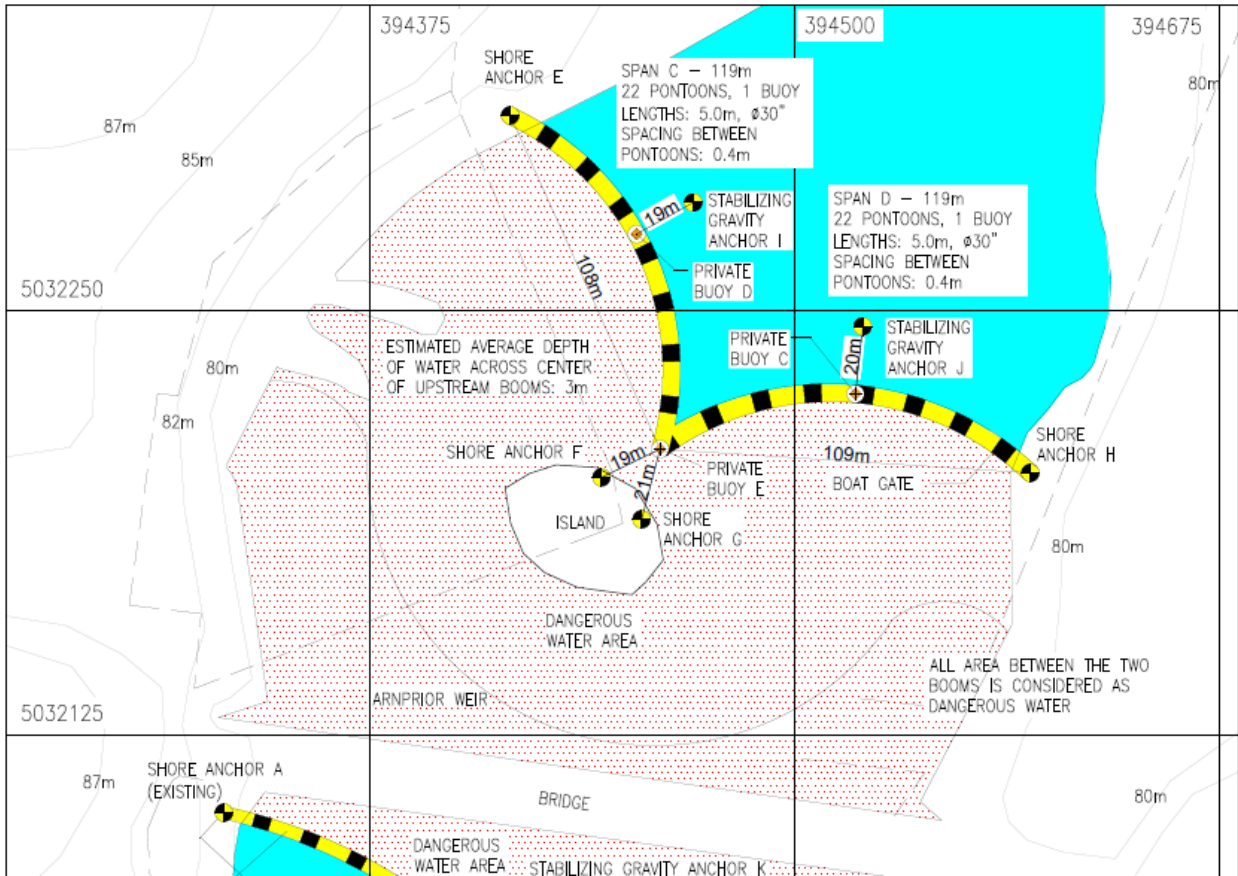 394375
394500
394675
SHORE
ANCHOR E
SPAN C – 119m
22 PONTOONS, 1 BUOY
LENGTHS: 5.0m, ø30"
SPACING BETWEEN
PONTOONS: 0.4m
80m
87m
85m
19m
STABILIZING
GRAVITY
ANCHOR I
SPAN D – 119m
22 PONTOONS, 1 BUOY
LENGTHS: 5.0m, ø30"
SPACING BETWEEN
PONTOONS: 0.4m
108m
PRIVATE
BUOY D
5032250
ESTIMATED AVERAGE DEPTH
OF WATER ACROSS CENTER
OF UPSTREAM BOOMS: 3m
PRIVATE
BUOY C
20m
STABILIZING
GRAVITY
ANCHOR J
80m
82m
SHORE ANCHOR F
19m
21m
PRIVATE
BUOY E
109m
BOAT GATE
SHORE
ANCHOR H
ISLAND
SHORE
ANCHOR G
80m
DANGEROUS
WATER AREA
ALL AREA BETWEEN THE TWO
BOOMS IS CONSIDERED AS
DANGEROUS WATER
ARNPRIOR WEIR
5032125
SHORE ANCHOR A
(EXISTING)
87m
BRIDGE
80m
DANGEROUS
WATER AREA
STABILIZING GRAVITY ANCHOR K